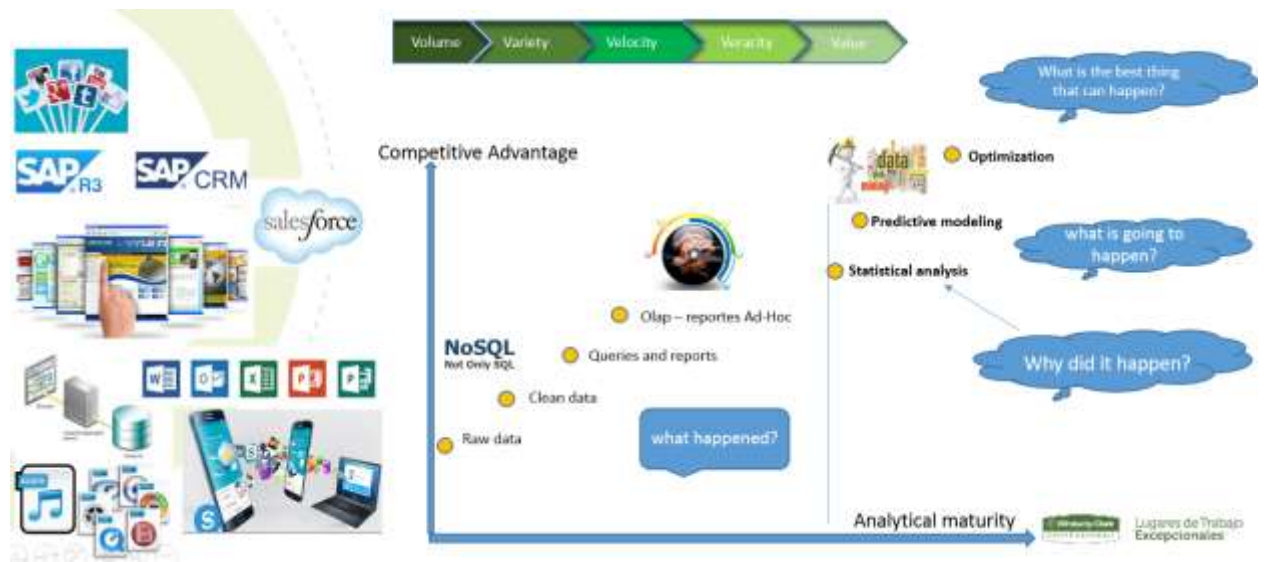 Volume Variety Velocity Veracity Value
What is the best thing
that can happen?
Competitive Advantage
SAP R3
SAP CRM
salesforce
data
Optimization
Predictive modeling
what is going to
happen?
Statistical analysis
Olap – reportes Ad-Hoc
NoSQL
Not Only SQL
Queries and reports
Why did it happen?
Clean data
what happened?
Raw data
Analytical maturity
Lugares de Trabajo
Excepcionales